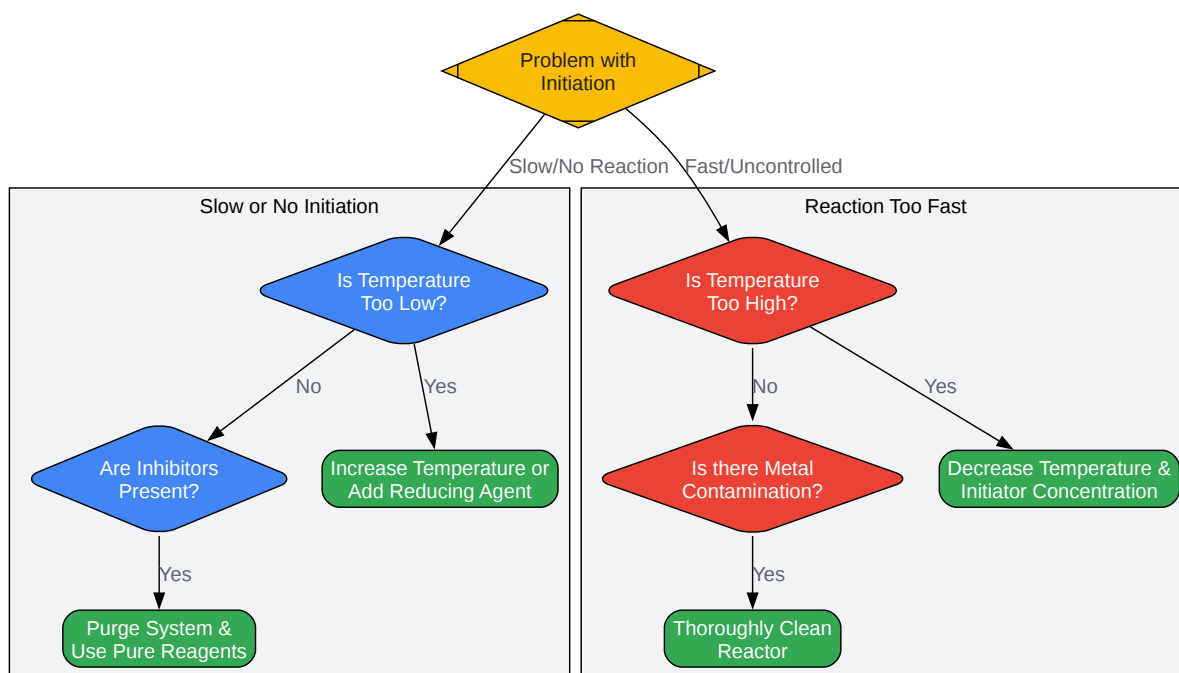 Problem with
Initiation
Slow/No Reaction
Fast/Uncontrolled
Slow or No Initiation
Reaction Too Fast
Is Temperature
Too Low?
Is Temperature
Too High?
No
Yes
No
Yes
Are Inhibitors
Present?
Increase Temperature or
Add Reducing Agent
Is there Metal
Contamination?
Decrease Temperature &
Initiator Concentration
Yes
Yes
Purge System &
Use Pure Reagents
Thoroughly Clean
Reactor